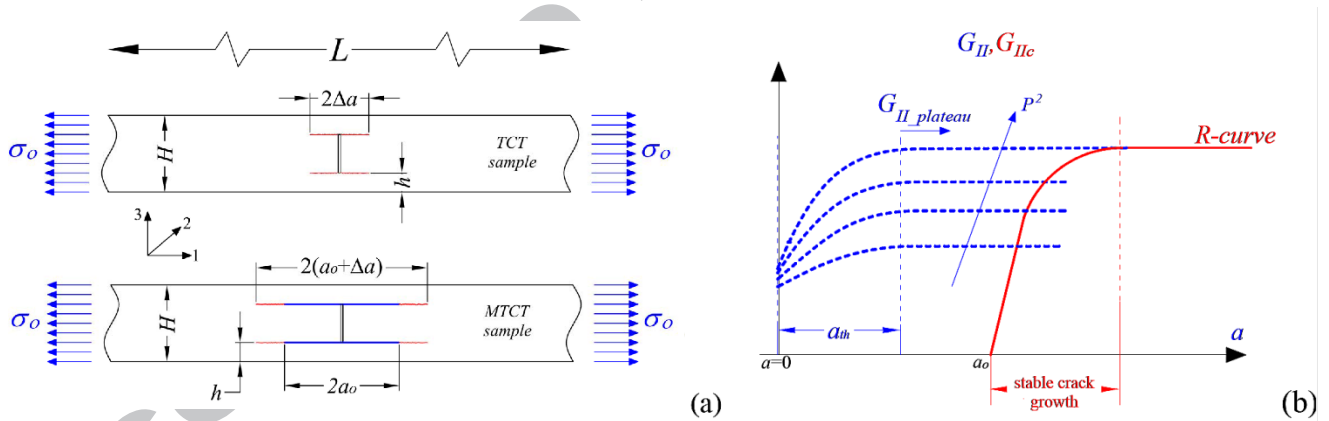 L
2Δa
σo
H
TCT
sample
h
σo
3
2
1
2(ao+Δa)
σo
H
MTCT
sample
σo
h
2ao
(a)
GII,GIIc
GII_plateau
P²
R-curve
ath
a
a=0
ao
stable crack
growth
(b)